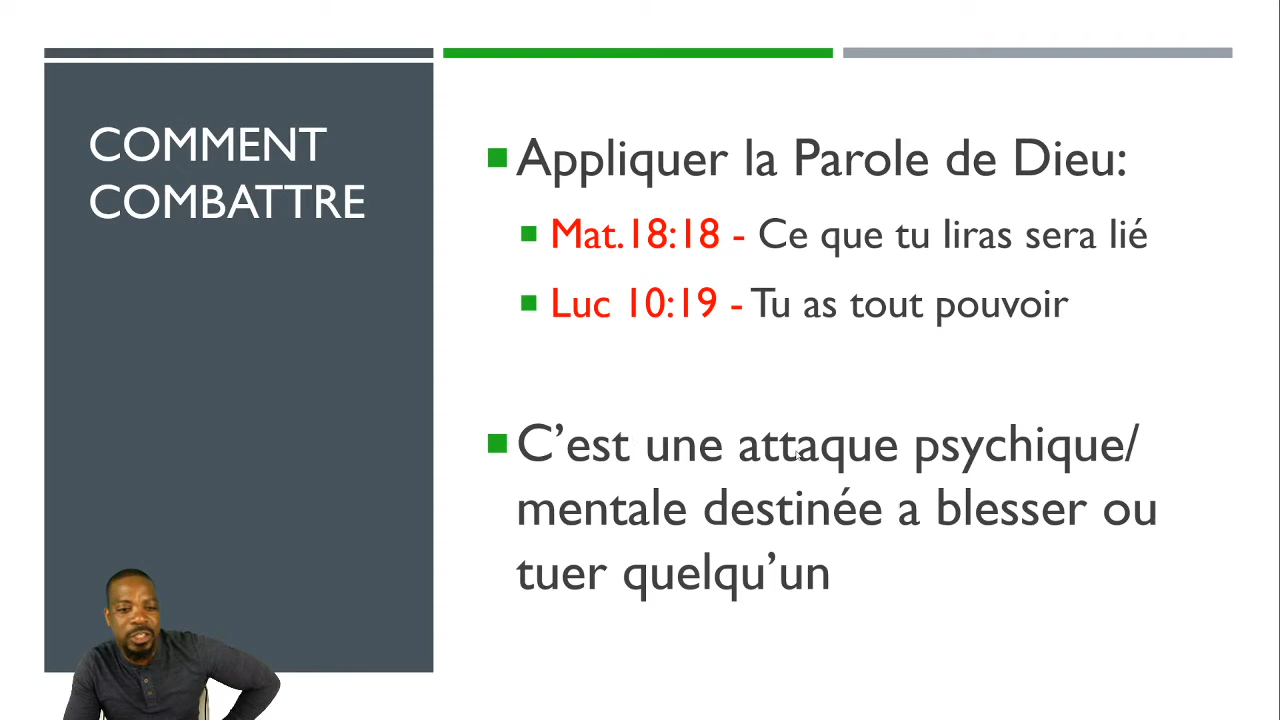 COMMENT
COMBATTRE
Appliquer la Parole de Dieu:
Mat.18:18 - Ce que tu liras sera lié
Luc 10:19 - Tu as tout pouvoir
C’est une attaque psychique/
mentale destinée a blesser ou
tuer quelqu’un